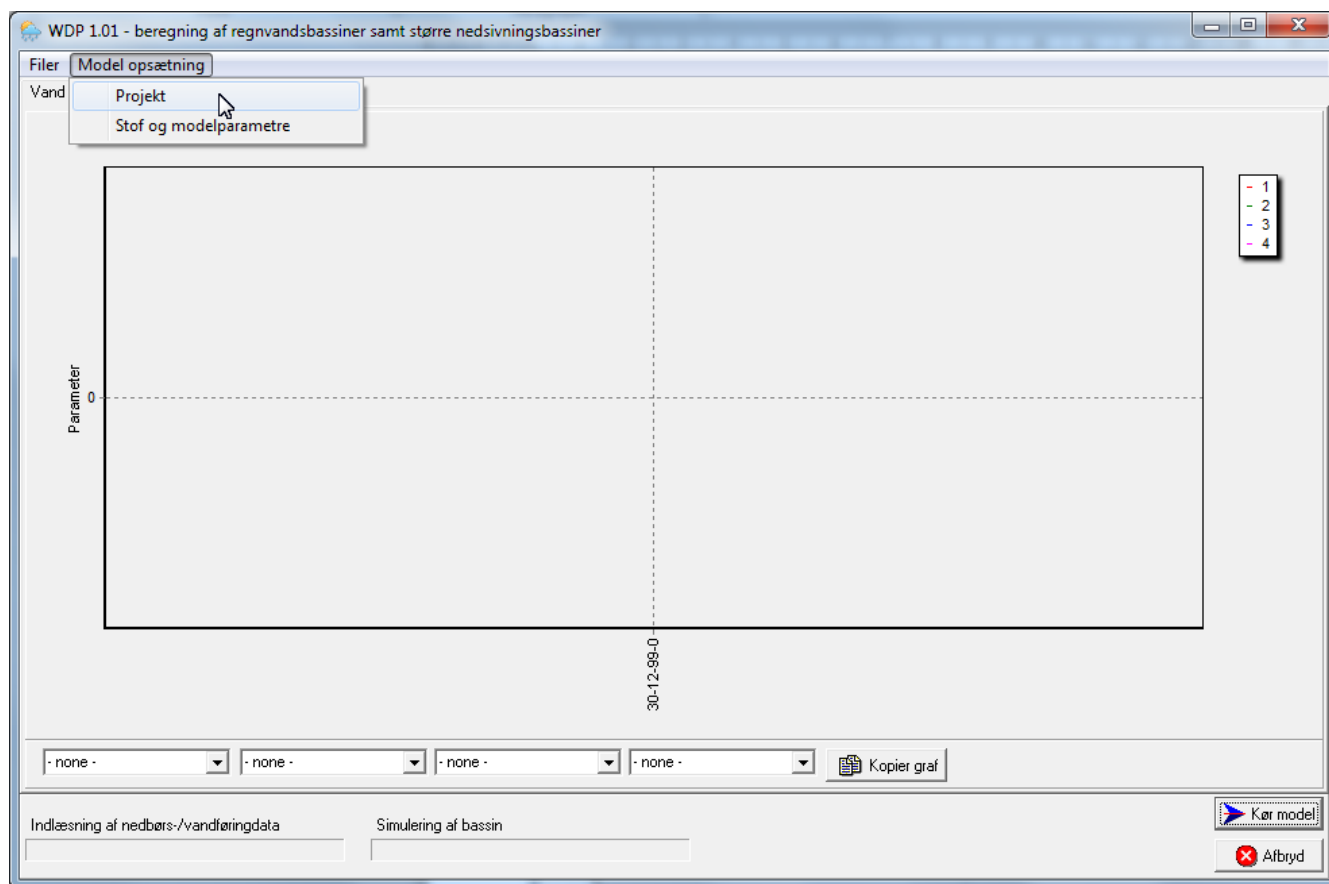 WDP 1.01 - beregning af regnvandsbassiner samt større nedsivningsbassiner
Filer Model opsætning
Vand
Projekt
Stof og modelparametre
1
2
3
4
Parameter
0
30-12-99-0
- none - - none - - none - - none - Kopier graf
Indlæsning af nedbørs-/vandføringdata Simulering af bassin
Kør model
Afbryd